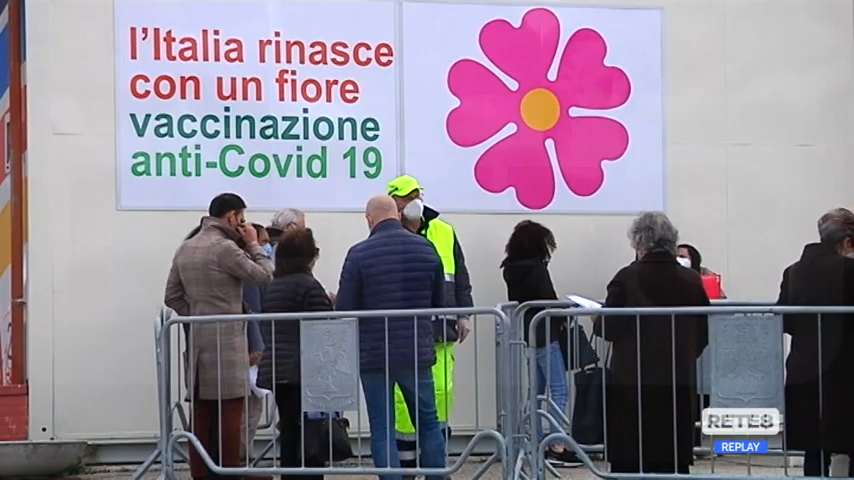 l'Italia rinasce
con un fiore
vaccinazione
anti-Covid 19
RETE8
REPLAY